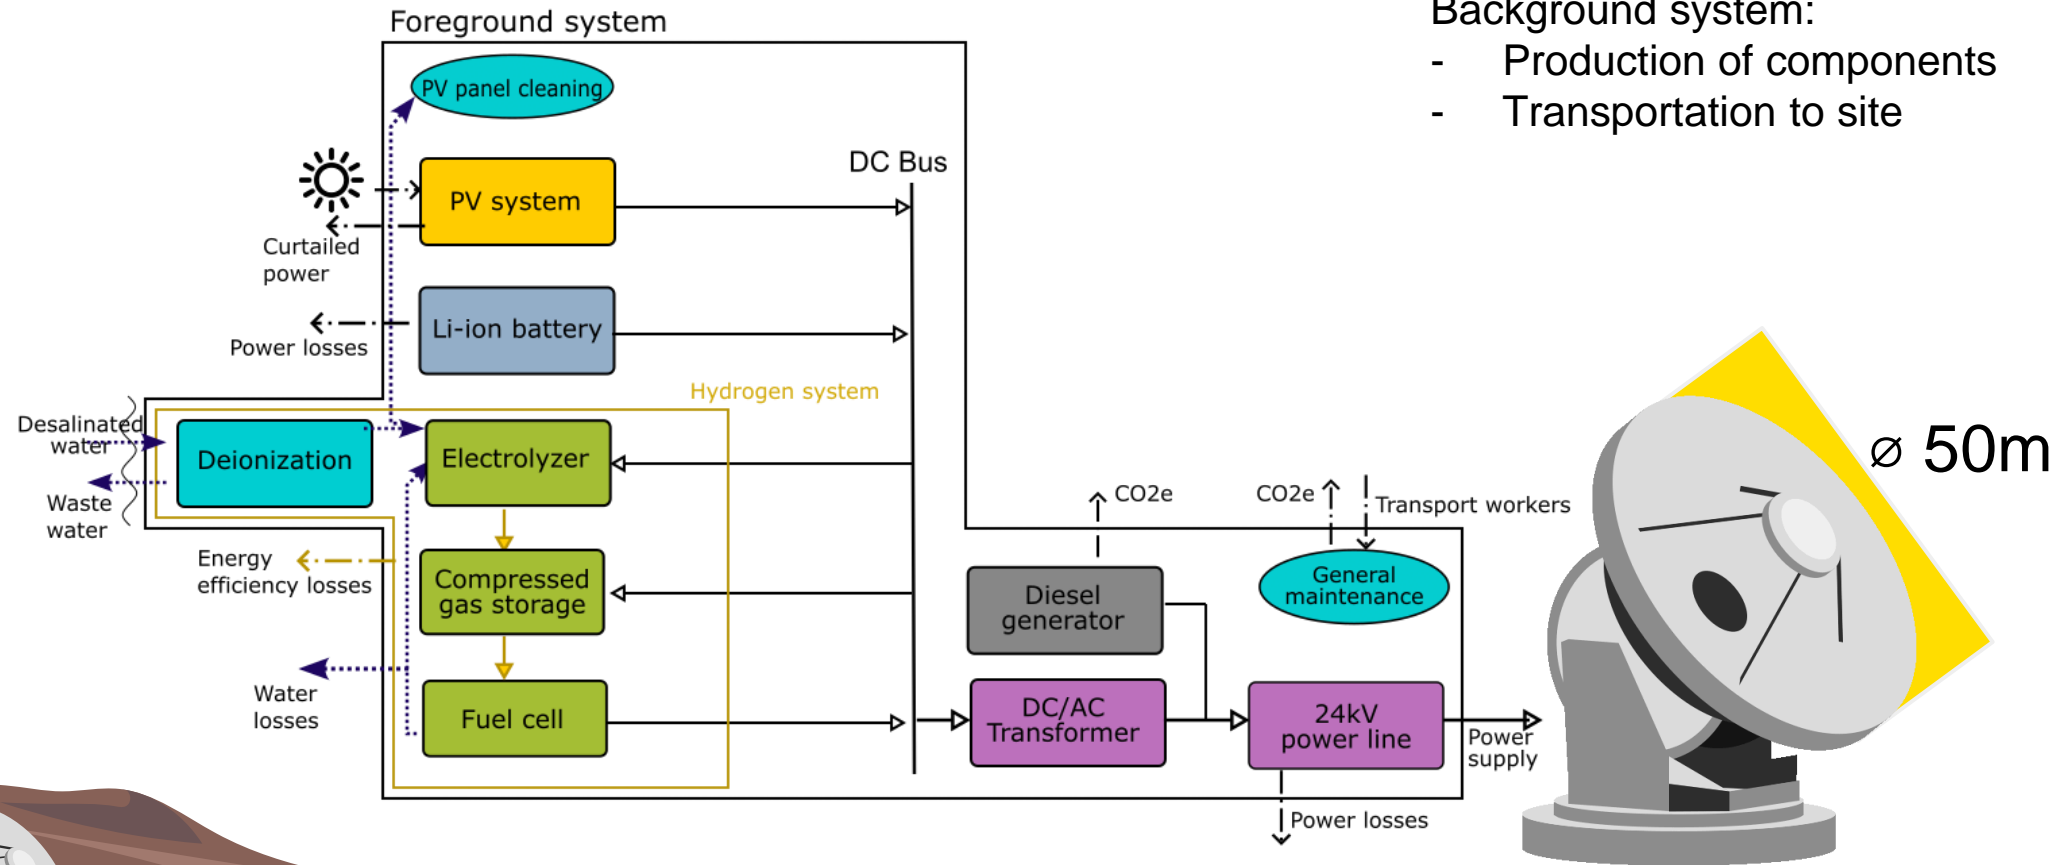 Foreground system
Background system:
- Production of components
- Transportation to site
PV panel cleaning
DC Bus
PV system
Curtailed
power
Li-ion battery
Power losses
Hydrogen system
Desalinated
water
Deionization
Electrolyzer
Waste
water
Energy
efficiency losses
Compressed
gas storage
Water
losses
Fuel cell
CO2e
CO2e
Transport workers
Diesel
generator
General
maintenance
DC/AC
Transformer
24kV
power line
Power
supply
Power losses
⌀ 50m